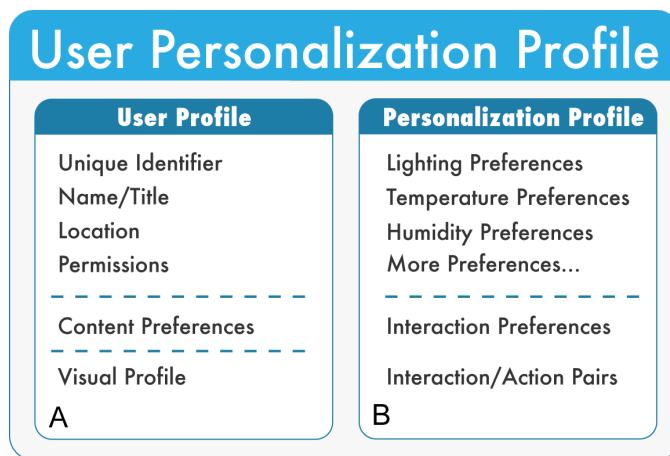 User Personalization Profile
User Profile
Unique Identifier
Name/Title
Location
Permissions
Content Preferences
Visual Profile
A
Personalization Profile
Lighting Preferences
Temperature Preferences
Humidity Preferences
More Preferences...
Interaction Preferences
Interaction/Action Pairs
B